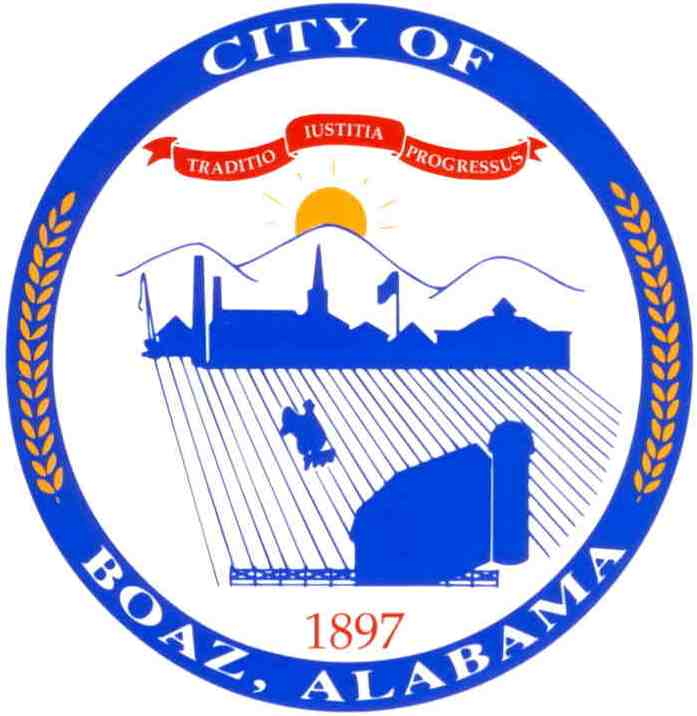 CITY OF
TRADITIO IUSTITIA PROGRESSUS
1897
BOAZ, ALABAMA